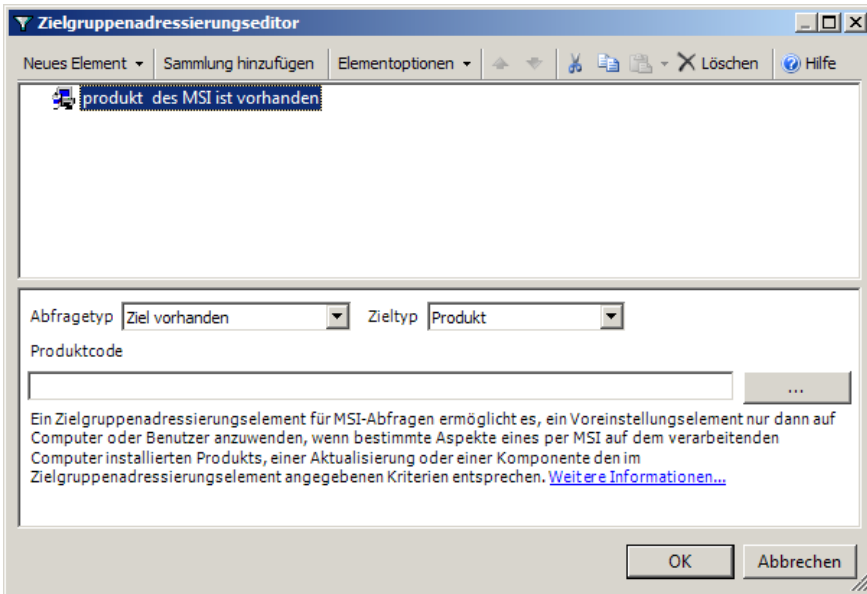 Zielgruppenadressierungseditor
Neues Element Sammlung hinzufügen Elementoptionen Löschen Hilfe
produkt des MSI ist vorhanden
Abfragetyp Ziel vorhanden Zieltyp Produkt
Produktcode
...
Ein Zielgruppenadressierungselement für MSI-Abfragen ermöglicht es, ein Voreinstellungselement nur dann auf
Computer oder Benutzer anzuwenden, wenn bestimmte Aspekte eines per MSI auf dem verarbeitenden
Computer installierten Produkts, einer Aktualisierung oder einer Komponente den im
Zielgruppenadressierungselement angegebenen Kriterien entsprechen. Weitere Informationen...
OK Abbrechen